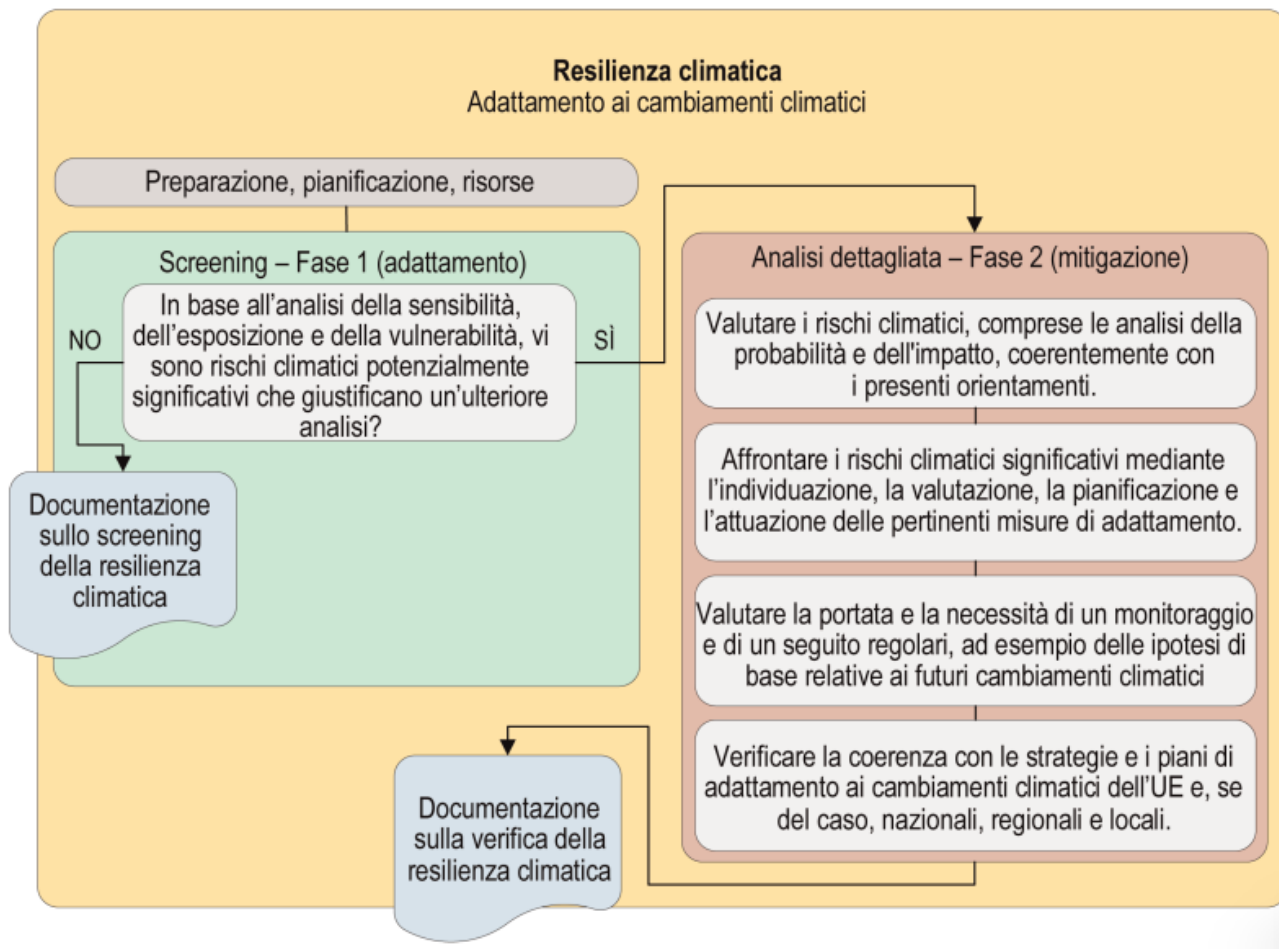 Resilienza climatica
Adattamento ai cambiamenti climatici
Preparazione, pianificazione, risorse
Screening – Fase 1 (adattamento)
In base all'analisi della sensibilità,
dell'esposizione e della vulnerabilità, vi
sono rischi climatici potenzialmente
significativi che giustificano un'ulteriore
analisi?
NO
SÌ
Documentazione
sullo screening
della resilienza
climatica
Analisi dettagliata – Fase 2 (mitigazione)
Valutare i rischi climatici, comprese le analisi della
probabilità e dell'impatto, coerentemente con
i presenti orientamenti.
Affrontare i rischi climatici significativi mediante
l'individuazione, la valutazione, la pianificazione e
l'attuazione delle pertinenti misure di adattamento.
Valutare la portata e la necessità di un monitoraggio
e di un seguito regolari, ad esempio delle ipotesi di
base relative ai futuri cambiamenti climatici
Verificare la coerenza con le strategie e i piani di
adattamento ai cambiamenti climatici dell'UE e, se
del caso, nazionali, regionali e locali.
Documentazione
sulla verifica della
resilienza climatica